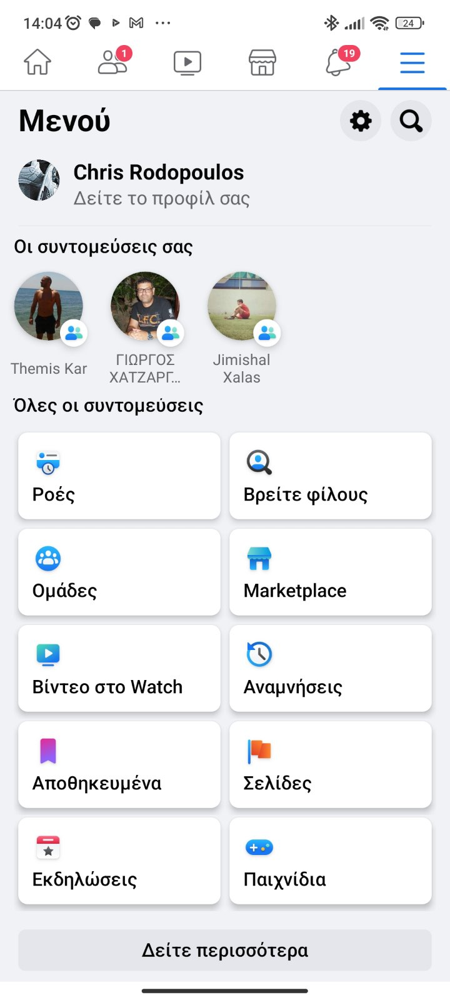 14:04
24
1
19
Μενού
Chris Rodopoulos
Δείτε το προφίλ σας
Οι συντομεύσεις σας
Themis Kar
ΓΙΩΡΓΟΣ
ΧΑΤΖΑΡΓ...
Jimishal
Xalas
Όλες οι συντομεύσεις
Ροές
Βρείτε φίλους
Ομάδες
Marketplace
Βίντεο στο Watch
Αναμνήσεις
Αποθηκευμένα
Σελίδες
Εκδηλώσεις
Παιχνίδια
Δείτε περισσότερα